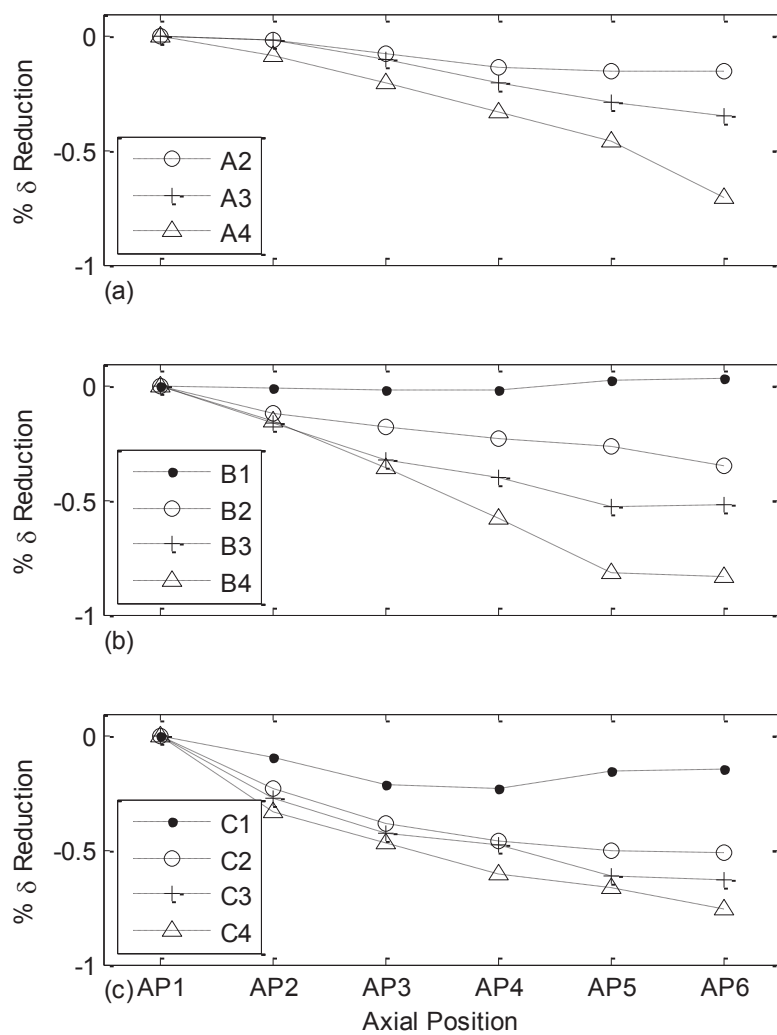 0
-0.5
-1
% δ Reduction
A2
A3
A4
(a)
0
-0.5
-1
% δ Reduction
B1
B2
B3
B4
(b)
0
-0.5
-1
% δ Reduction
C1
C2
C3
C4
(c) AP1 AP2 AP3 AP4 AP5 AP6
Axial Position